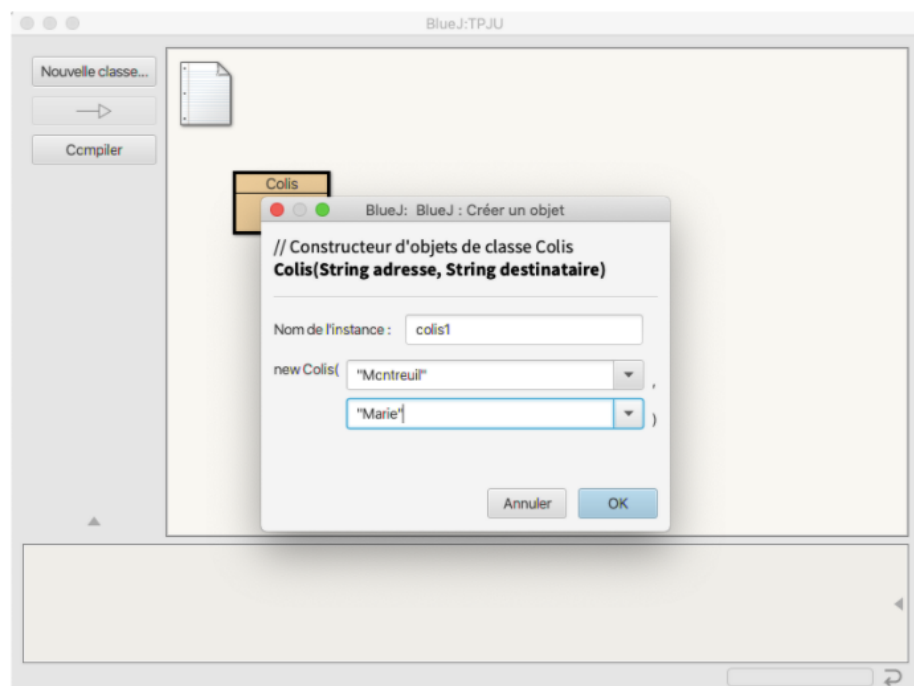 BlueJ:TPJU
Nouvelle classe...
Compiler
Colis
BlueJ: BlueJ : Créer un objet
// Constructeur d'objets de classe Colis
Colis(String adresse, String destinataire)
Nom de l'instance : colis1
new Colis( "Montreuil" ,
"Marie" )
Annuler OK